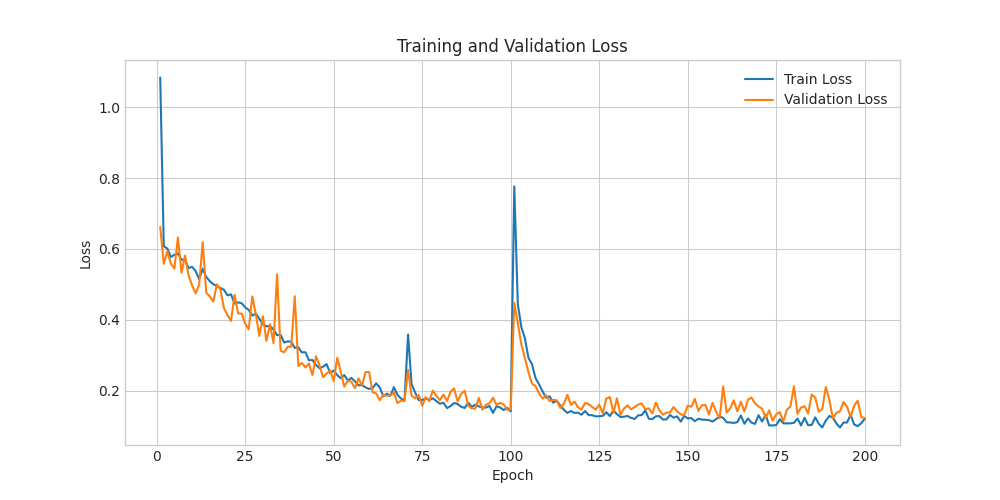 Training and Validation Loss
Train Loss
Validation Loss
1.0
0.8
0.6
0.4
0.2
Loss
0 25 50 75 100 125 150 175 200
Epoch